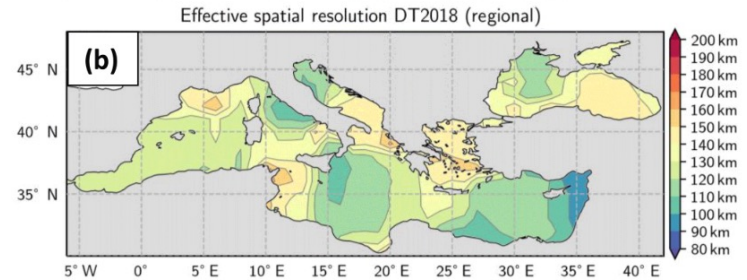 Effective spatial resolution DT2018 (regional)
(b)
45° N
40° N
35° N
5° W 0° 5° E 10° E 15° E 20° E 25° E 30° E 35° E 40° E
200 km
190 km
180 km
170 km
160 km
150 km
140 km
130 km
120 km
110 km
100 km
90 km
80 km